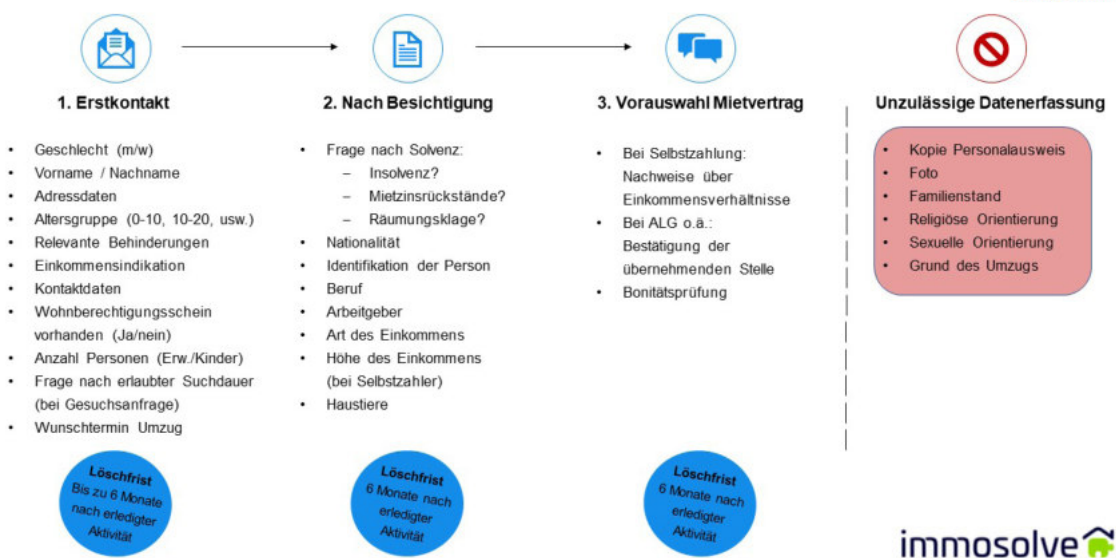 1. Erstkontakt
• Geschlecht (m/w)
• Vorname / Nachname
• Adressdaten
• Altersgruppe (0-10, 10-20, usw.)
• Relevante Behinderungen
• Einkommensindikation
• Kontaktdaten
• Wohnberechtigungsschein
vorhanden (Ja/nein)
• Anzahl Personen (Erw./Kinder)
• Frage nach erlaubter Suchdauer
(bei Gesuchsanfrage)
• Wunschtermin Umzug
Löschfrist
Bis zu 6 Monate
nach erledigter
Aktivität
2. Nach Besichtigung
• Frage nach Solvenz:
– Insolvenz?
– Mietzinsrückstände?
– Räumungsklage?
• Nationalität
• Identifikation der Person
• Beruf
• Arbeitgeber
• Art des Einkommens
• Höhe des Einkommens
(bei Selbstzahler)
• Haustiere
Löschfrist
6 Monate nach
erledigter
Aktivität
3. Vorauswahl Mietvertrag
• Bei Selbstzahlung:
Nachweise über
Einkommensverhältnisse
• Bei ALG o.ä.:
Bestätigung der
übernehmenden Stelle
• Bonitätsprüfung
Löschfrist
6 Monate nach
erledigter
Aktivität
Unzulässige Datenerfassung
• Kopie Personalausweis
• Foto
• Familienstand
• Religiöse Orientierung
• Sexuelle Orientierung
• Grund des Umzugs
immosolve